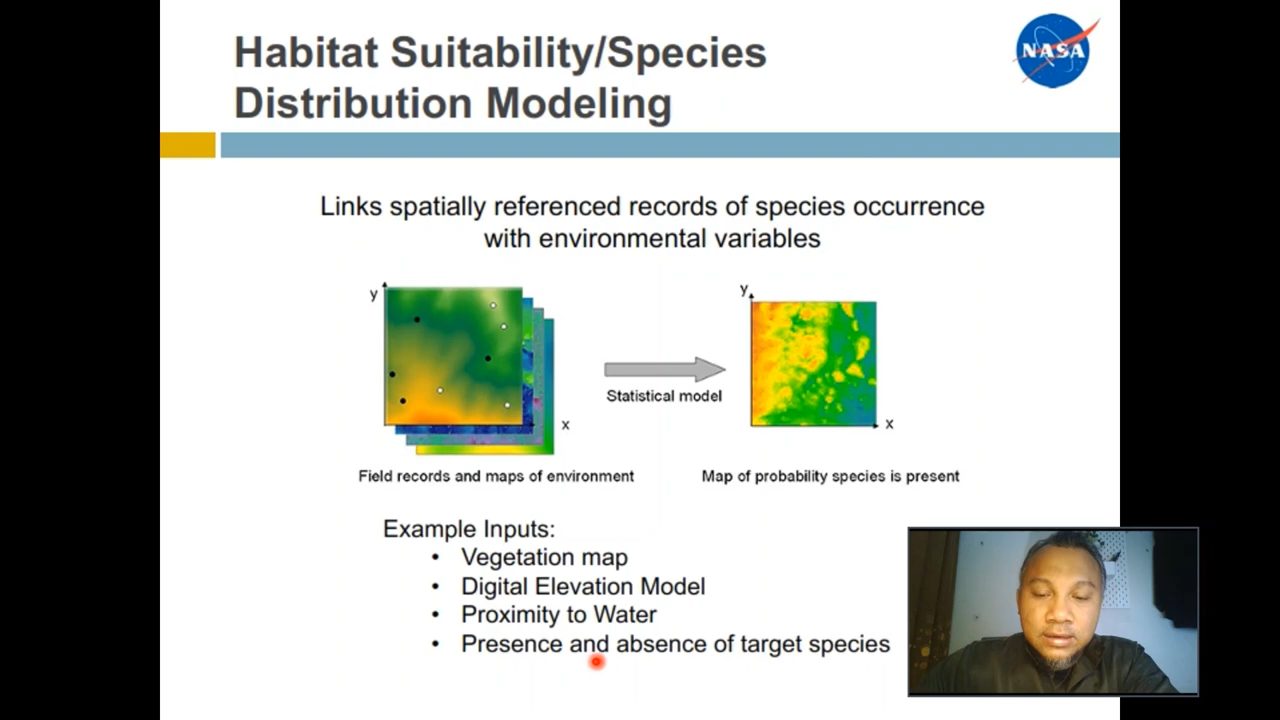 Habitat Suitability/Species
Distribution Modeling
NASA
Links spatially referenced records of species occurrence
with environmental variables
y
x
Statistical model
y
x
Field records and maps of environment
Map of probability species is present
Example Inputs:
• Vegetation map
• Digital Elevation Model
• Proximity to Water
• Presence and absence of target species